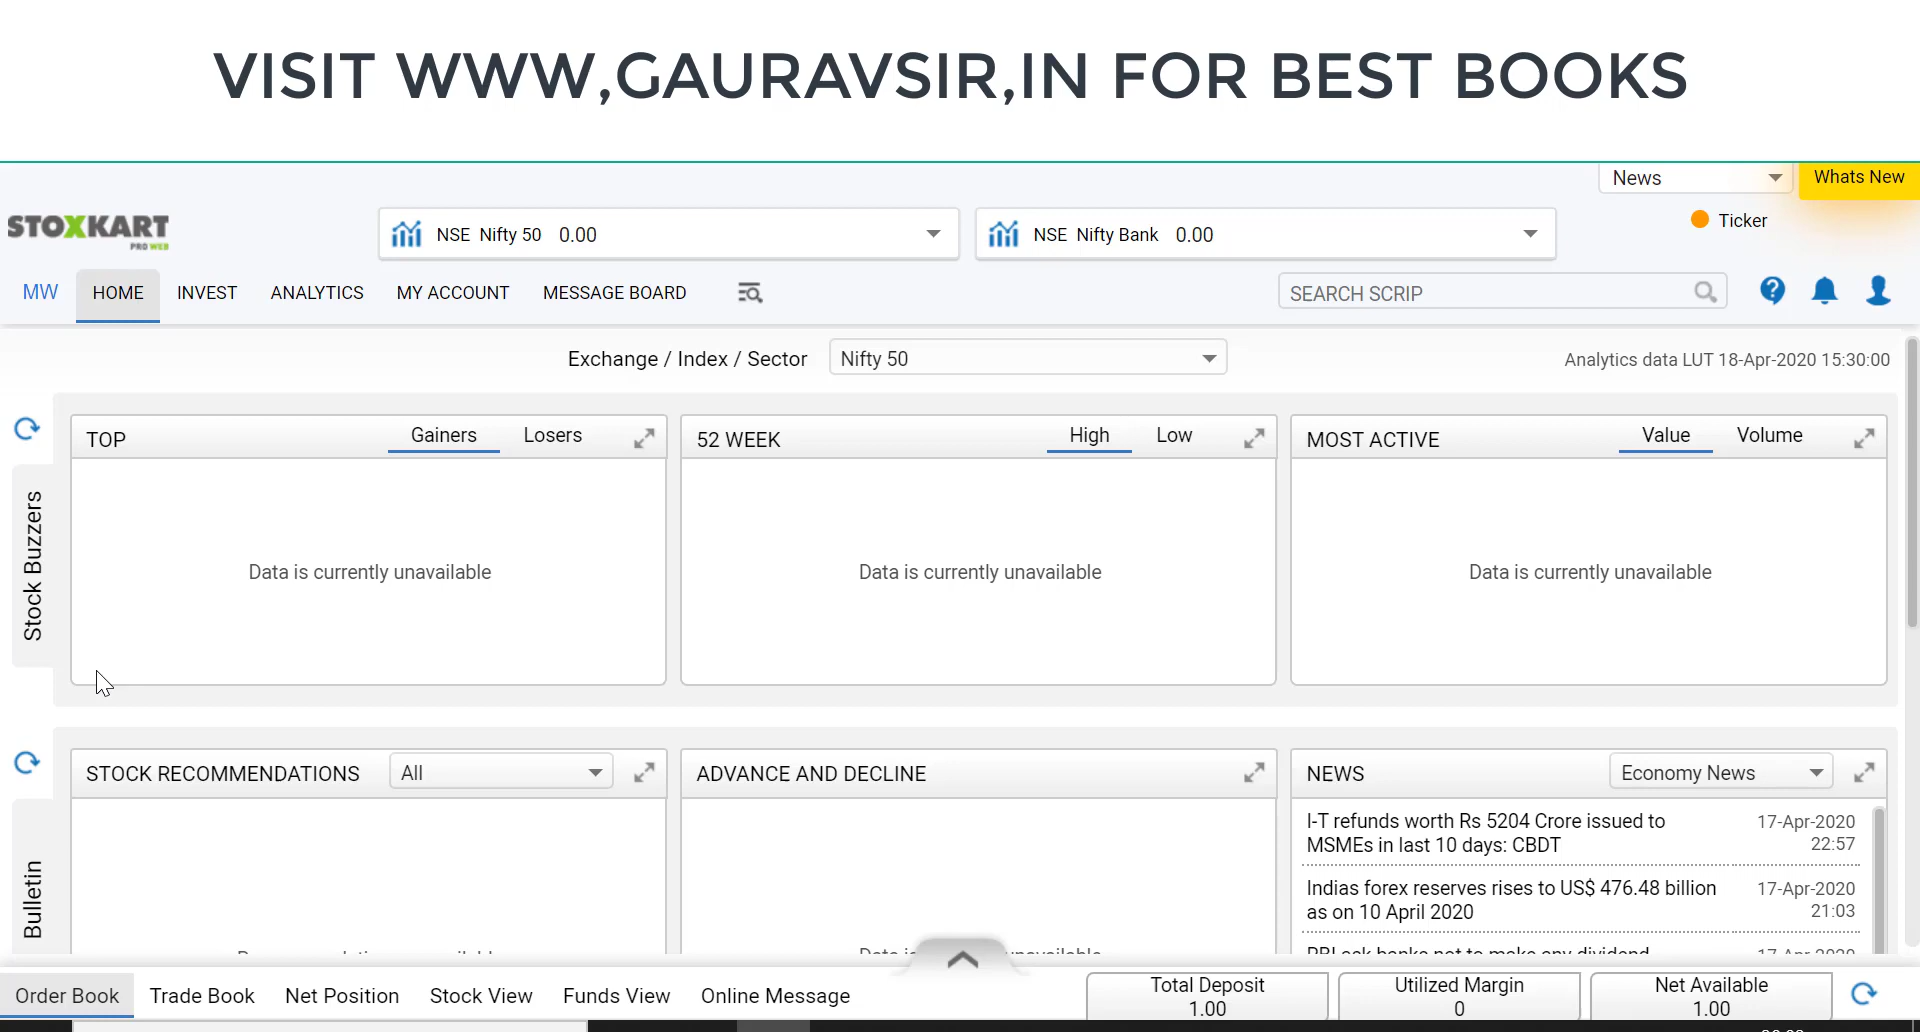 VISIT WWW,GAURAVSIR,IN FOR BEST BOOKS
News
Whats New
STOXKART
PRO WEB
NSE Nifty 50 0.00
NSE Nifty Bank 0.00
Ticker
MW HOME INVEST ANALYTICS MY ACCOUNT MESSAGE BOARD
SEARCH SCRIP
Exchange / Index / Sector Nifty 50
Analytics data LUT 18-Apr-2020 15:30:00
Stock Buzzers
TOP Gainers Losers
Data is currently unavailable
52 WEEK High Low
Data is currently unavailable
MOST ACTIVE Value Volume
Data is currently unavailable
Bulletin
STOCK RECOMMENDATIONS All
ADVANCE AND DECLINE
NEWS Economy News
I-T refunds worth Rs 5204 Crore issued to
MSMEs in last 10 days: CBDT
17-Apr-2020
22:57
Indias forex reserves rises to US$ 476.48 billion
as on 10 April 2020
17-Apr-2020
21:03
Order Book Trade Book Net Position Stock View Funds View Online Message
Total Deposit
1.00
Utilized Margin
0
Net Available
1.00